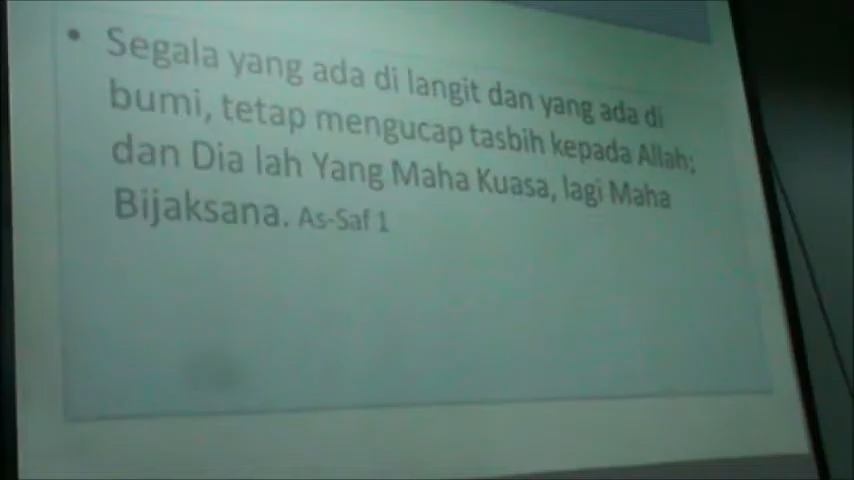 • Segala yang ada di langit dan yang ada di
bumi, tetap mengucap tasbih kepada Allah;
dan Dia lah Yang Maha Kuasa, lagi Maha
Bijaksana. As-Saf 1